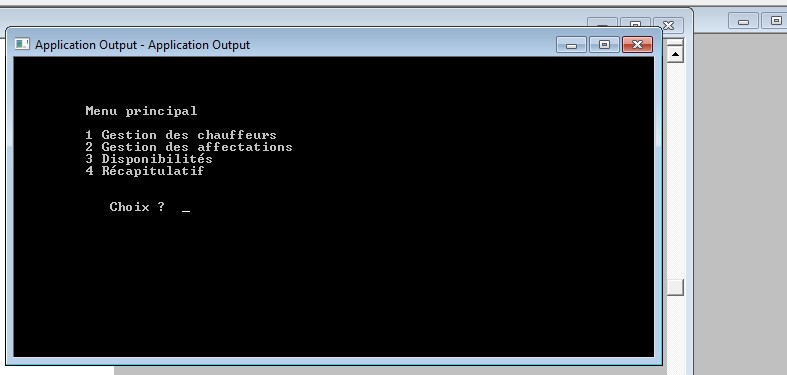 Application Output - Application Output
Menu principal
1 Gestion des chauffeurs
2 Gestion des affectations
3 Disponibilités
4 Récapitulatif
Choix ? _